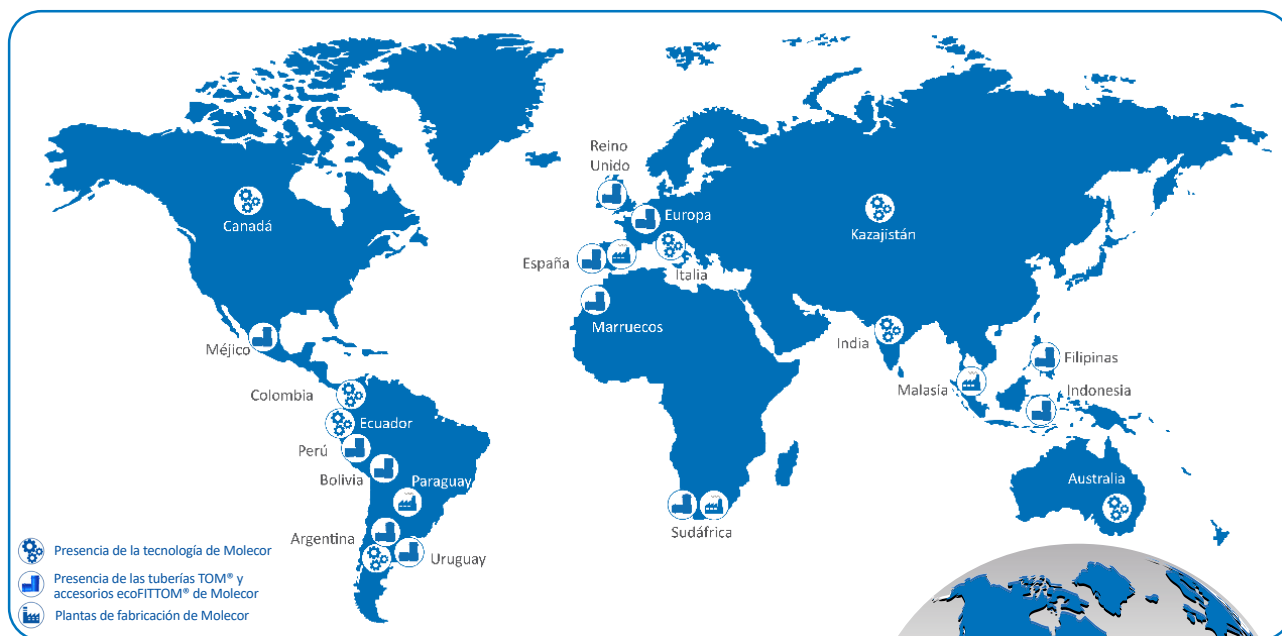 Reino
Unido
Canadá
Europa
Kazajistán
España
Italia
Marruecos
Méjico
India
Filipinas
Malasía
Indonesia
Colombia
Ecuador
Perú
Bolivia
Paraguay
Australia
Sudáfrica
Argentina
Uruguay
Presencia de la tecnología de Molecor
Presencia de las tuberías TOM® y
accesorios ecoFITTOM® de Molecor
Plantas de fabricación de Molecor